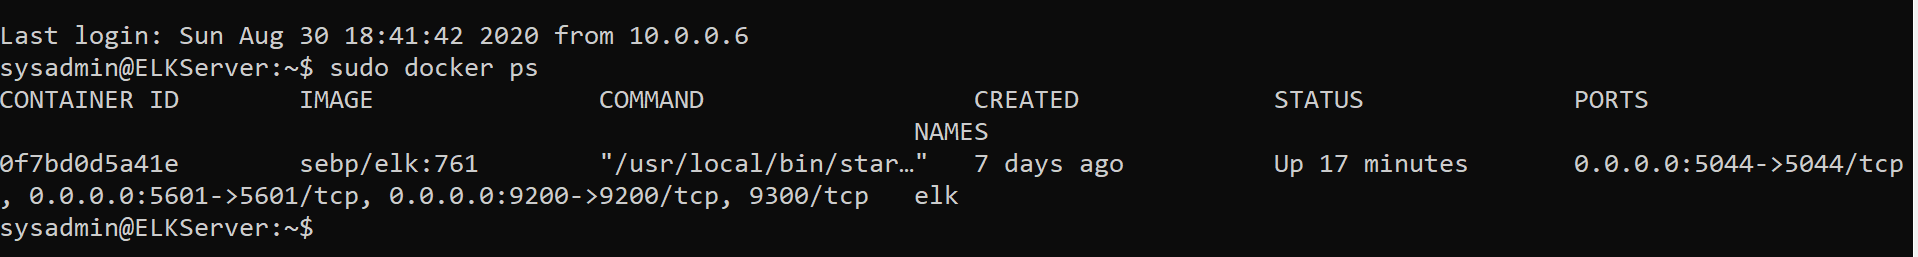 Last login: Sun Aug 30 18:41:42 2020 from 10.0.0.6
sysadmin@ELKServer:~$ sudo docker ps
CONTAINER ID        IMAGE               COMMAND                  CREATED             STATUS              PORTS
                                                             NAMES
0f7bd0d5a41e        sebp/elk:761        "/usr/local/bin/star…"   7 days ago          Up 17 minutes       0.0.0.0:5044->5044/tcp
, 0.0.0.0:5601->5601/tcp, 0.0.0.0:9200->9200/tcp, 9300/tcp   elk
sysadmin@ELKServer:~$